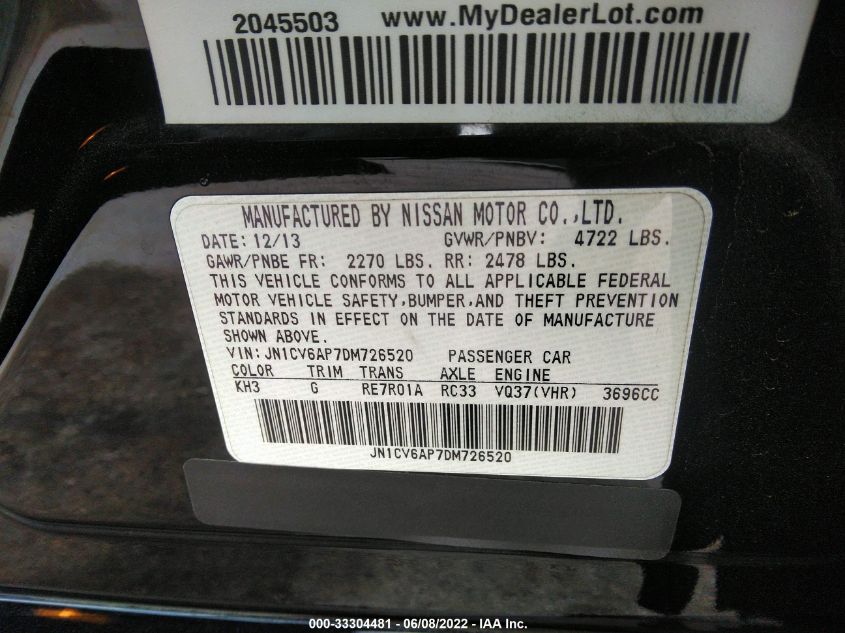 2045503 www.MyDealerLot.com
MANUFACTURED BY NISSAN MOTOR CO.,LTD.
DATE: 12/13 GVWR/PNBV: 4722 LBS.
GAWR/PNBE FR: 2270 LBS. RR: 2478 LBS.
THIS VEHICLE CONFORMS TO ALL APPLICABLE FEDERAL
MOTOR VEHICLE SAFETY,BUMPER,AND THEFT PREVENTION
STANDARDS IN EFFECT ON THE DATE OF MANUFACTURE
SHOWN ABOVE.
VIN: JN1CV6AP7DM726520 PASSENGER CAR
COLOR TRIM TRANS AXLE ENGINE
KH3 G RE7R01A RC33 VQ37(VHR) 3696CC
JN1CV6AP7DM726520
000-33304481 - 06/08/2022 - IAA Inc.